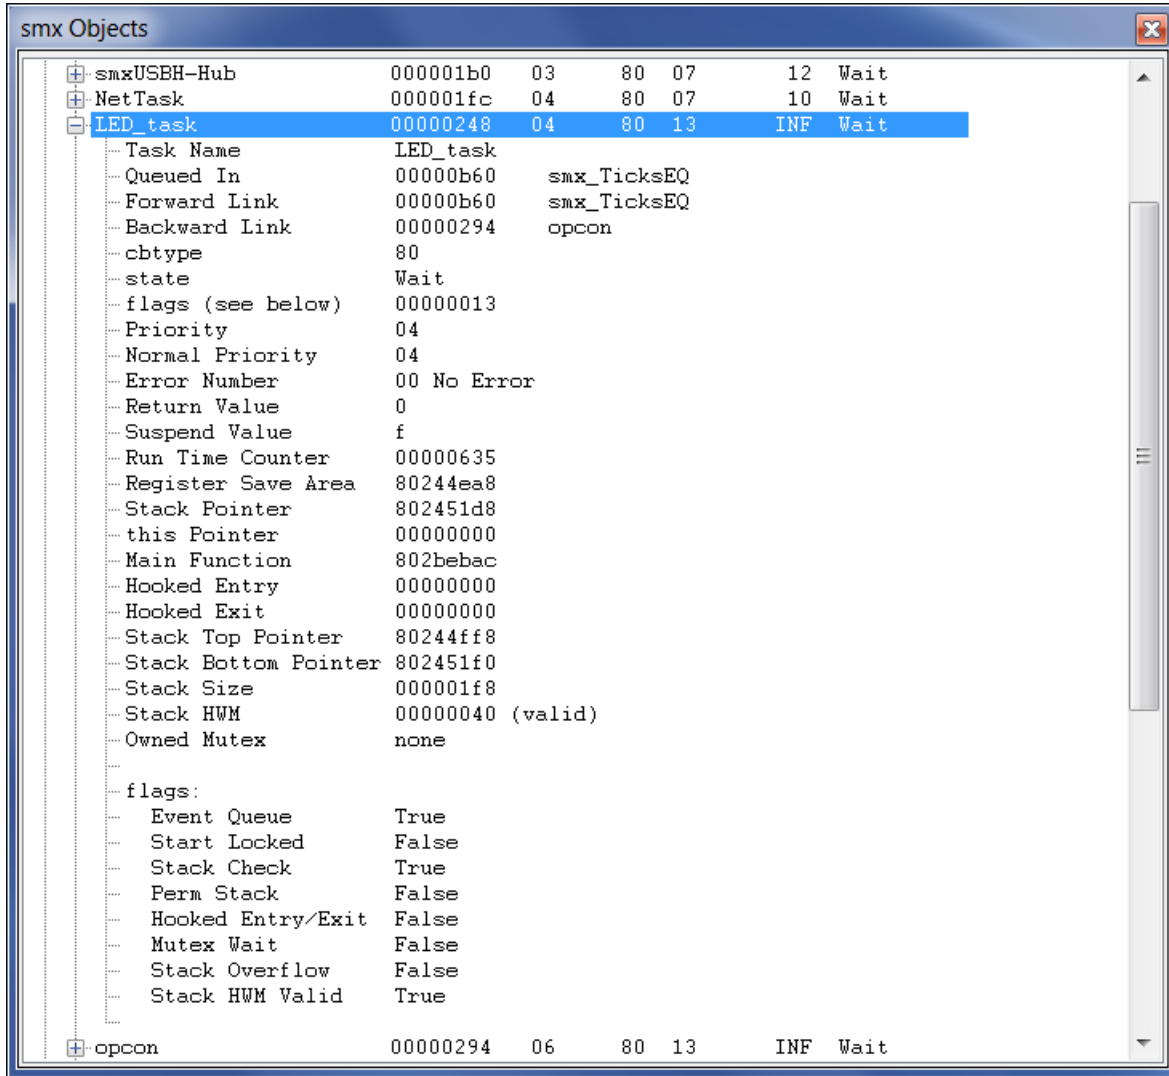 smx Objects
smxUSBH-Hub 000001b0 03 80 07 12 Wait
NetTask 000001fc 04 80 07 10 Wait
LED_task 00000248 04 80 13 INF Wait
Task Name LED_task
Queued In 00000b60 smx_TicksEQ
Forward Link 00000b60 smx_TicksEQ
Backward Link 00000294 opcon
cbtype 80
state Wait
flags (see below) 00000013
Priority 04
Normal Priority 04
Error Number 00 No Error
Return Value 0
Suspend Value f
Run Time Counter 00000635
Register Save Area 80244ea8
Stack Pointer 802451d8
this Pointer 00000000
Main Function 802bebac
Hooked Entry 00000000
Hooked Exit 00000000
Stack Top Pointer 80244ff8
Stack Bottom Pointer 802451f0
Stack Size 000001f8
Stack HWM 00000040 (valid)
Owned Mutex none
flags:
Event Queue True
Start Locked False
Stack Check True
Perm Stack False
Hooked Entry/Exit False
Mutex Wait False
Stack Overflow False
Stack HWM Valid True
opcon 00000294 06 80 13 INF Wait